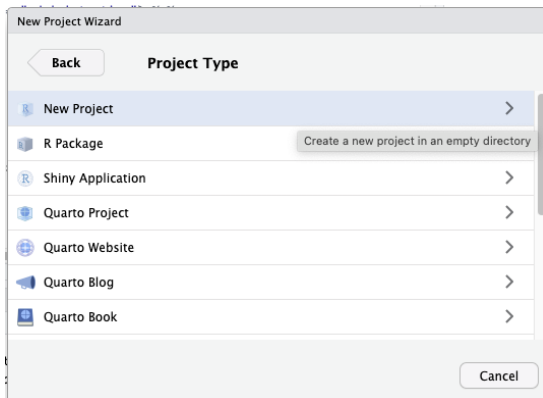 New Project Wizard
Back
Project Type
New Project
R Package
Create a new project in an empty directory
Shiny Application
Quarto Project
Quarto Website
Quarto Blog
Quarto Book
Cancel